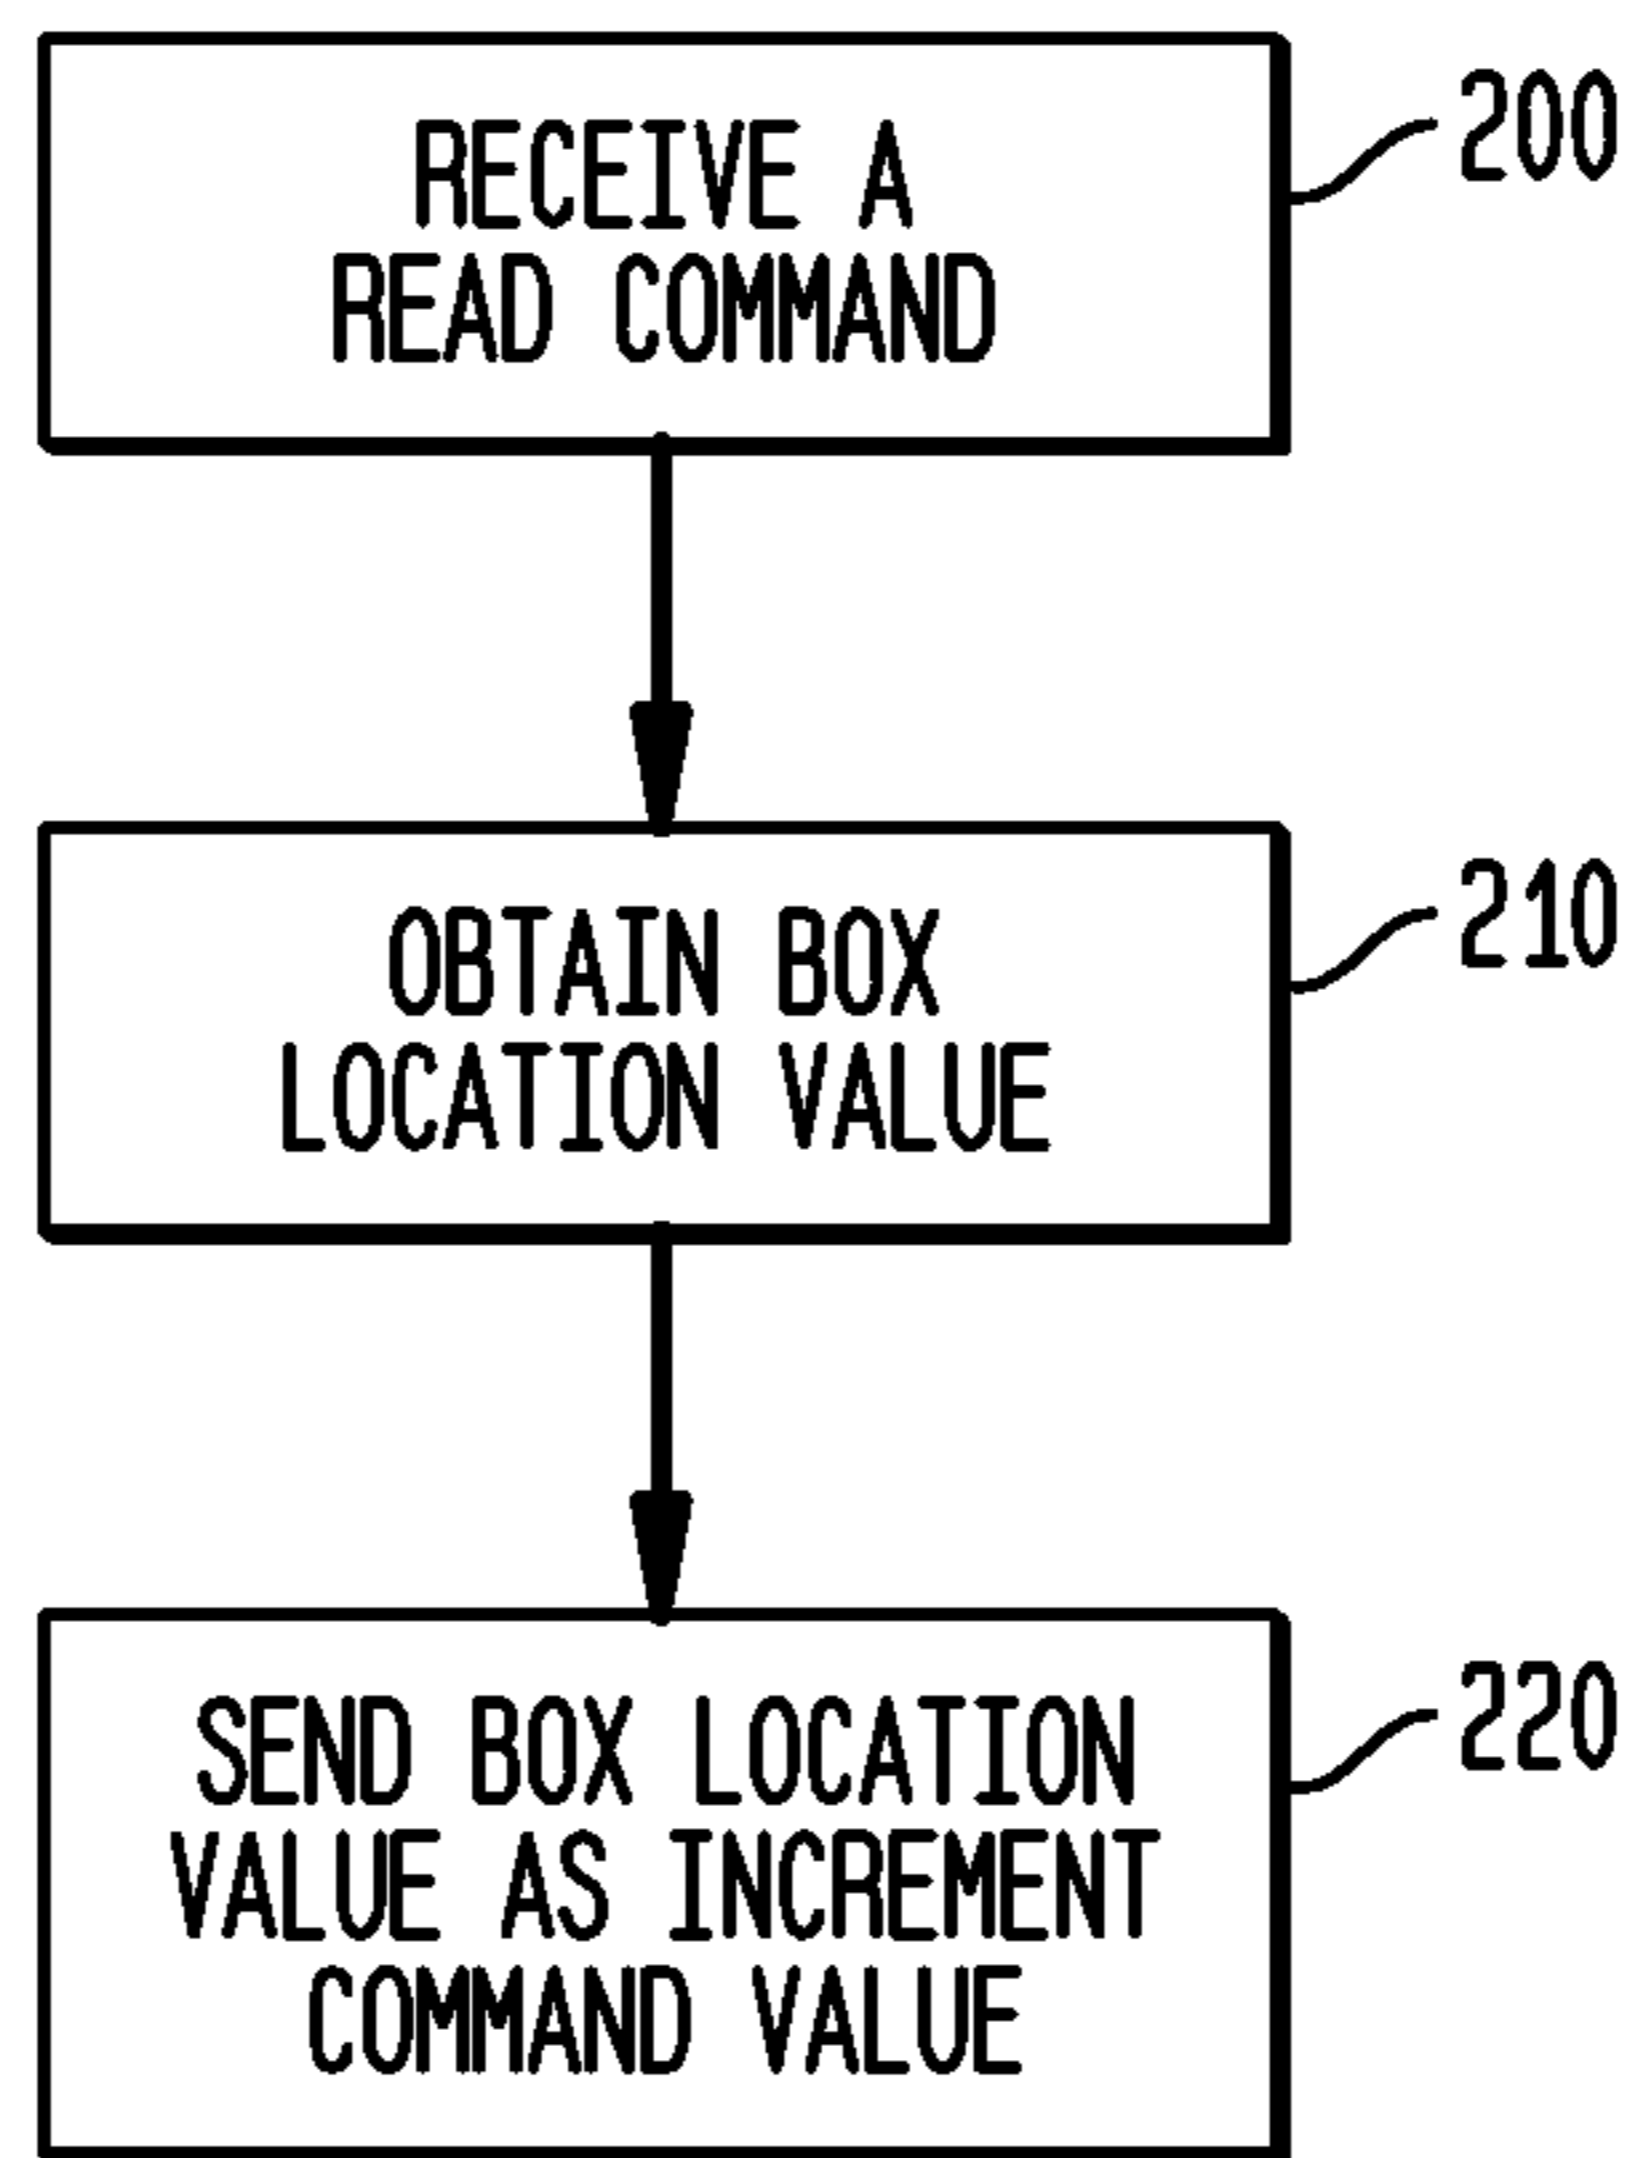 RECEIVE A
READ COMMAND
200
OBTAIN BOX
LOCATION VALUE
210
SEND BOX LOCATION
VALUE AS INCREMENT
COMMAND VALUE
220